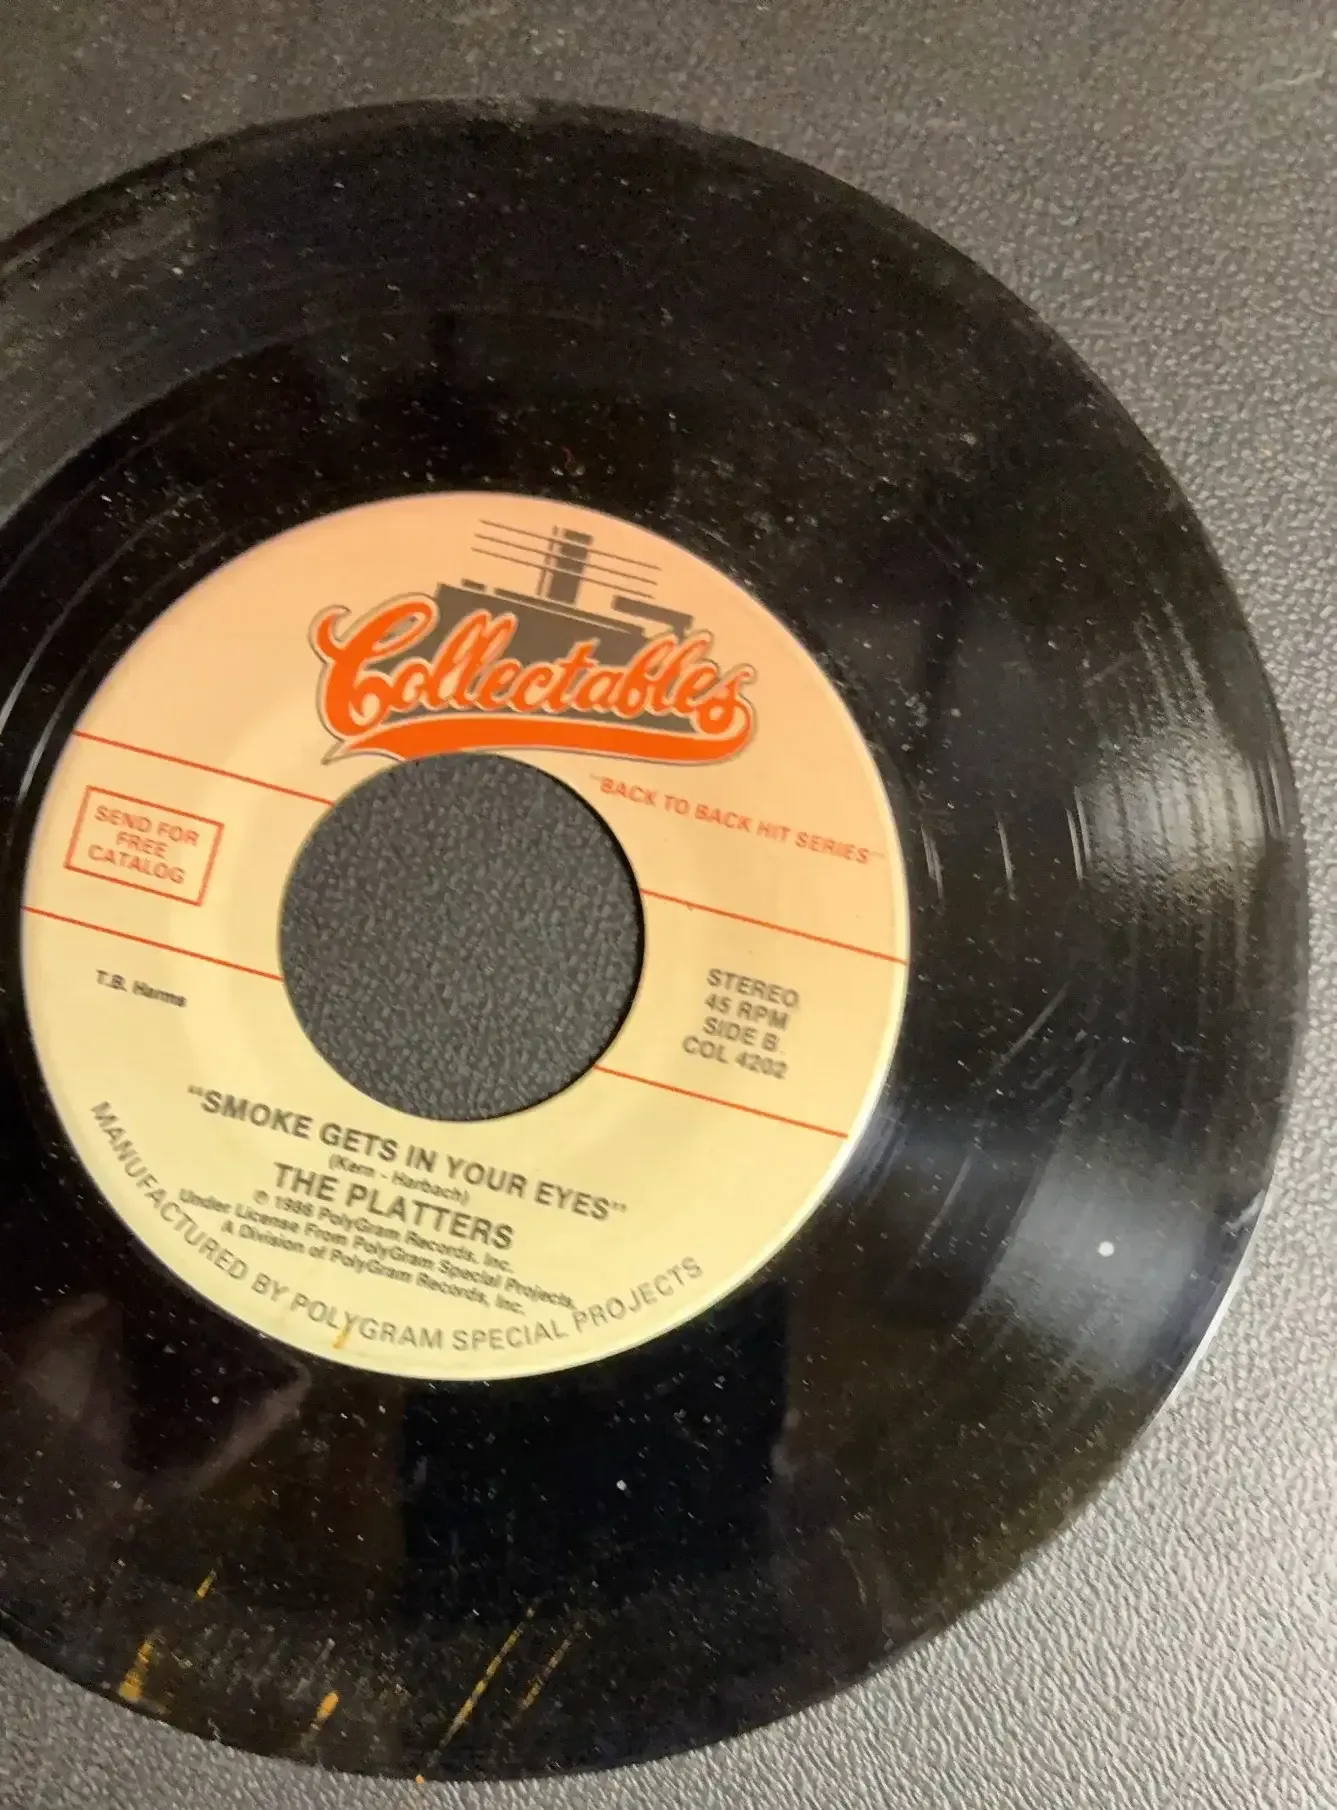 Collectables
"BACK TO BACK HIT SERIES"
SEND FOR
FREE
CATALOG
T.B. Harms
STEREO
45 RPM
SIDE B
COL 4202
"SMOKE GETS IN YOUR EYES"
(Kern - Harbach)
THE PLATTERS
℗ 1986 PolyGram Records, Inc.
Under License From PolyGram Special Projects,
A Division of PolyGram Records, Inc.
MANUFACTURED BY POLYGRAM SPECIAL PROJECTS